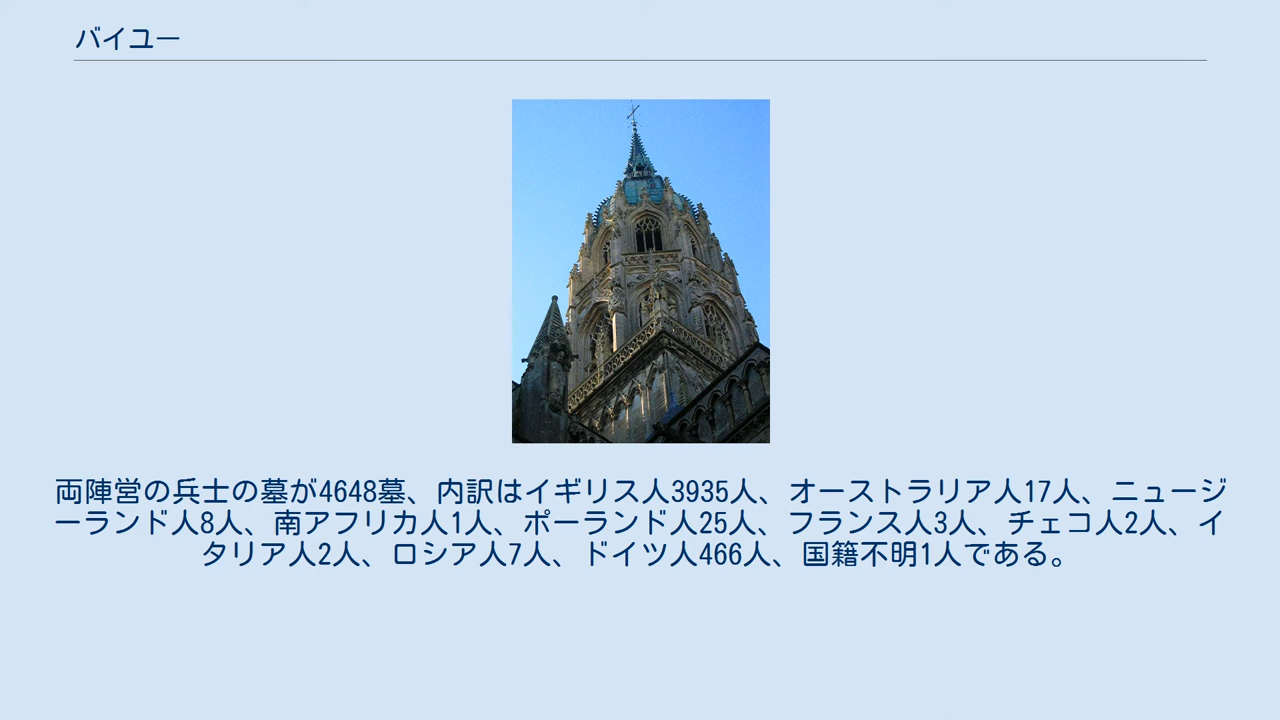 バイユー
両陣営の兵士の墓が4648墓、内訳はイギリス人3935人、オーストラリア人17人、ニュージ
ーランド人8人、南アフリカ人1人、ポーランド人25人、フランス人3人、チェコ人2人、イ
タリア人2人、ロシア人7人、ドイツ人466人、国籍不明1人である。